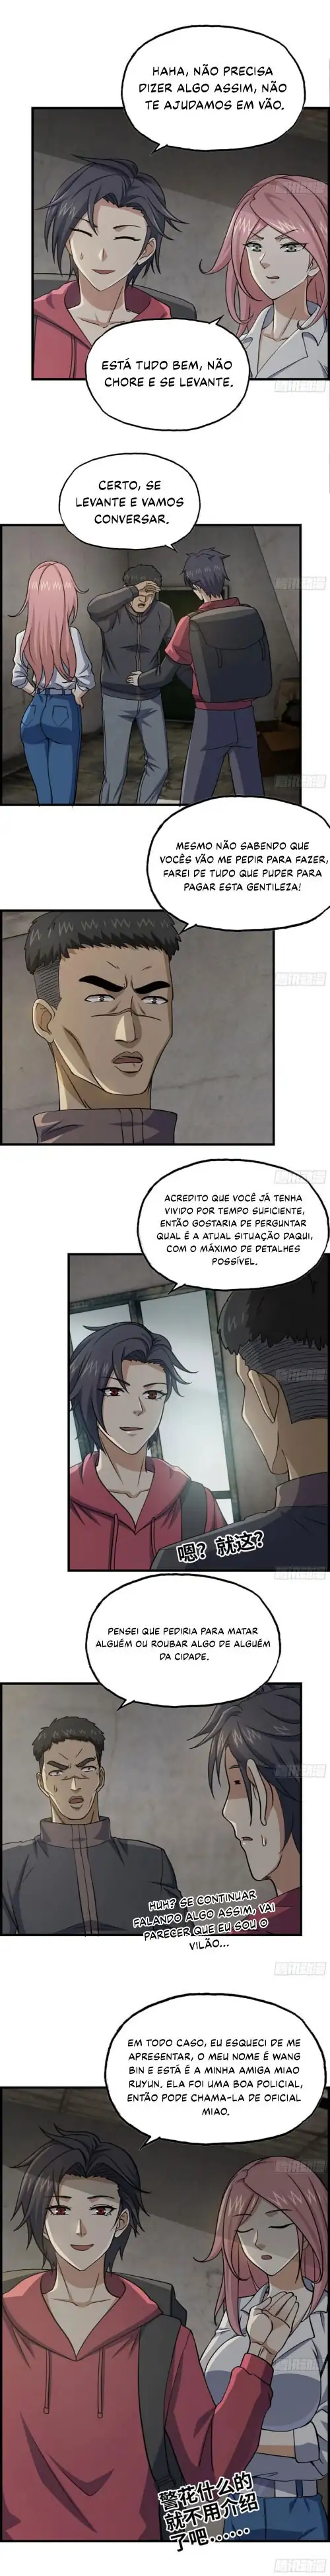 HAHA, NÃO PRECISA
DIZER ALGO ASSIM, NÃO
TE AJUDAMOS EM VÃO.
ESTÁ TUDO BEM, NÃO
CHORE E SE LEVANTE.
CERTO, SE
LEVANTE E VAMOS
CONVERSAR.
MESMO NÃO SABENDO QUE
VOCÊS VÃO ME PEDIR PARA FAZER,
FAREI DE TUDO QUE PUDER PARA
PAGAR ESTA GENTILEZA!
ACREDITO QUE VOCÊ JÁ TENHA
VIVIDO POR TEMPO SUFICIENTE,
ENTÃO GOSTARIA DE PERGUNTAR
QUAL É A ATUAL SITUAÇÃO DAQUI,
COM O MÁXIMO DE DETALHES
POSSÍVEL.
嗯？就这？
PENSEI QUE PEDIRIA PARA MATAR
ALGUÉM OU ROUBAR ALGO DE ALGUÉM
DA CIDADE.
HUH? SE CONTINUAR
FALANDO ALGO ASSIM, VAI
PARECER QUE EU SOU O
VILÃO...
EM TODO CASO, EU ESQUECI DE ME
APRESENTAR, O MEU NOME É WANG
BIN E ESTÁ É A MINHA AMIGA MIAO
RUYUN. ELA FOI UMA BOA POLICIAL,
ENTÃO PODE CHAMA-LA DE OFICIAL
MIAO.
警花什么的
就不用介绍
了吧......